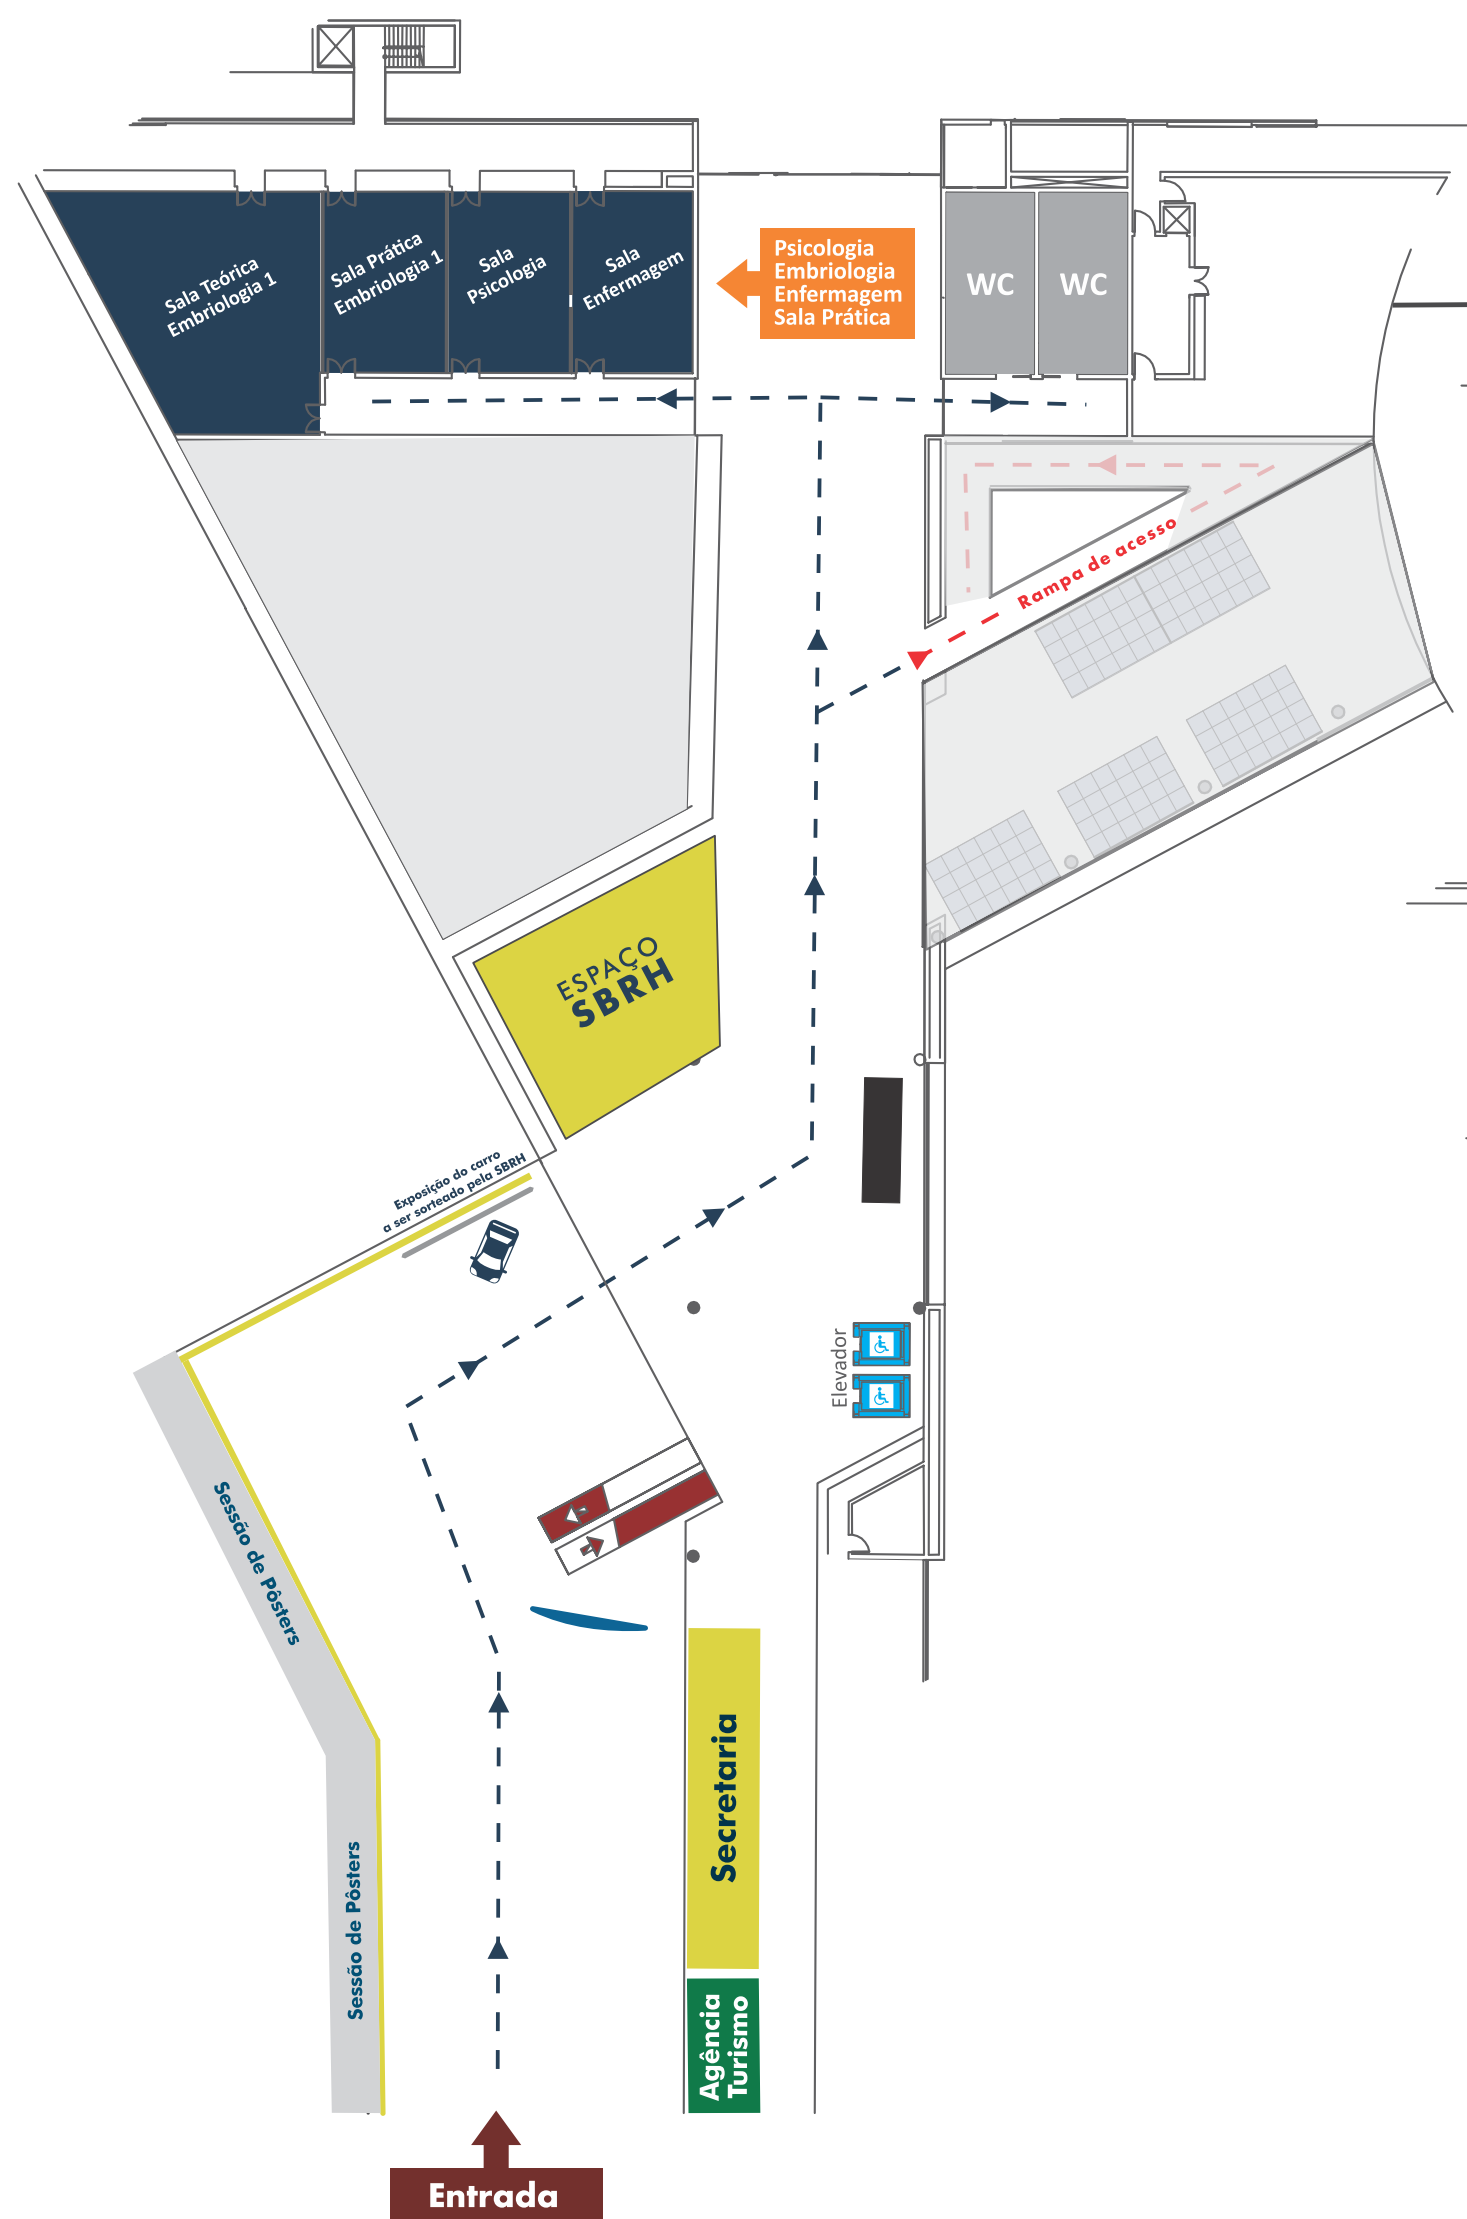 Sala Teórica
Embriologia 1
Sala Prática
Embriologia 1
Sala
Psicologia
Sala
Enfermagem
Psicologia
Embriologia
Enfermagem
Sala Prática
WC
WC
Rampa de acesso
ESPAÇO
SBRH
Exposição do carro
a ser sorteado pela SBRH
Elevador
Sessão de Pôsters
Secretaria
Sessão de Pôsters
Agência
Turismo
Entrada